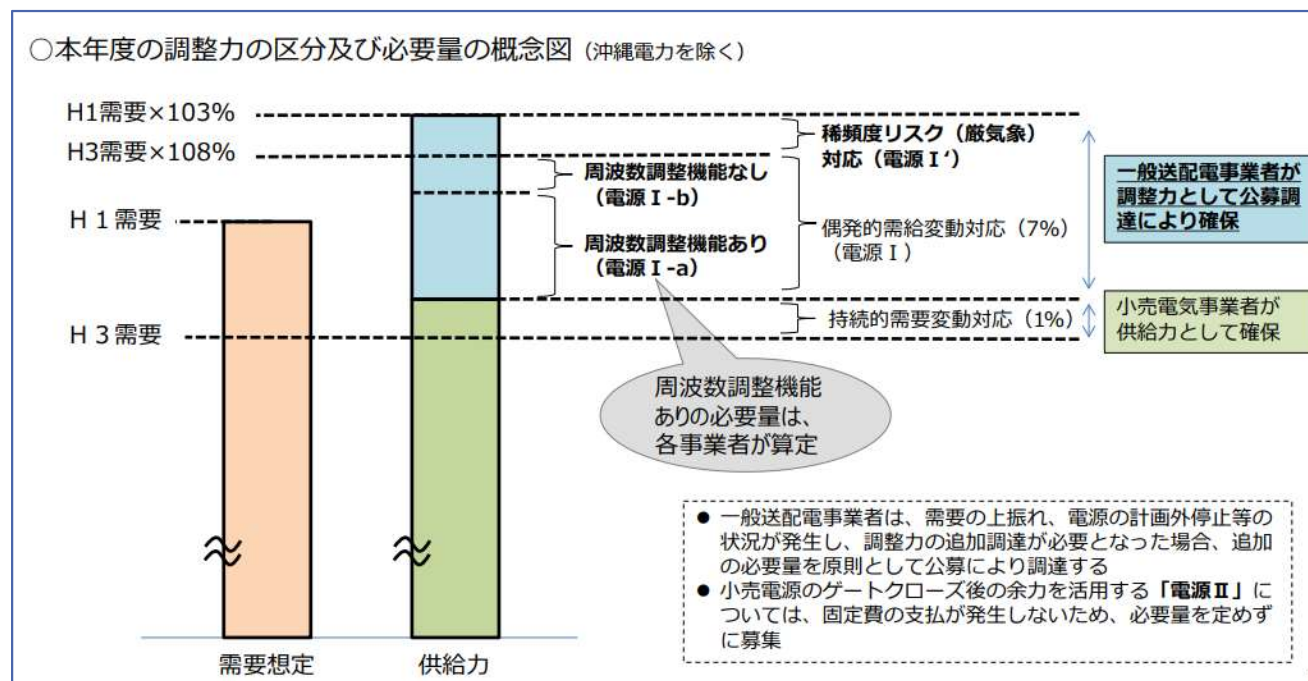 ○本年度の調整力の区分及び必要量の概念図（沖縄電力を除く）
H1需要×103%
H3需要×108%
H１需要
H３需要
稀頻度リスク（厳気象）
対応（電源Ⅰ‘）
周波数調整機能なし
（電源Ⅰ-b）
周波数調整機能あり
（電源Ⅰ-a）
偶発的需給変動対応（7%）
（電源Ⅰ）
持続的需要変動対応（1%）
一般送配電事業者が
調整力として公募調
達により確保
小売電気事業者が
供給力として確保
周波数調整機能
ありの必要量は、
各事業者が算定
● 一般送配電事業者は、需要の上振れ、電源の計画外停止等の
状況が発生し、調整力の追加調達が必要となった場合、追加
の必要量を原則として公募により調達する
● 小売電源のゲートクローズ後の余力を活用する「電源Ⅱ」に
ついては、固定費の支払が発生しないため、必要量を定めず
に募集
需要想定
供給力